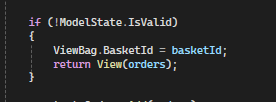 if (!ModelState.IsValid)
{
ViewBag.BasketId = basketId;
return View(orders);
}